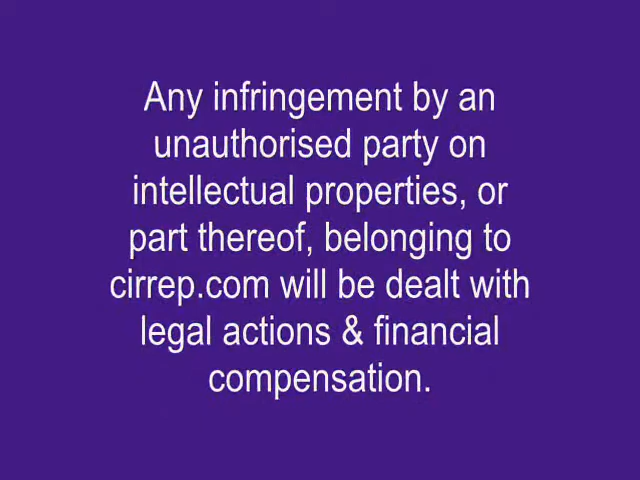 Any infringement by an
unauthorised party on
intellectual properties, or
part thereof, belonging to
cirrep.com will be dealt with
legal actions & financial
compensation.